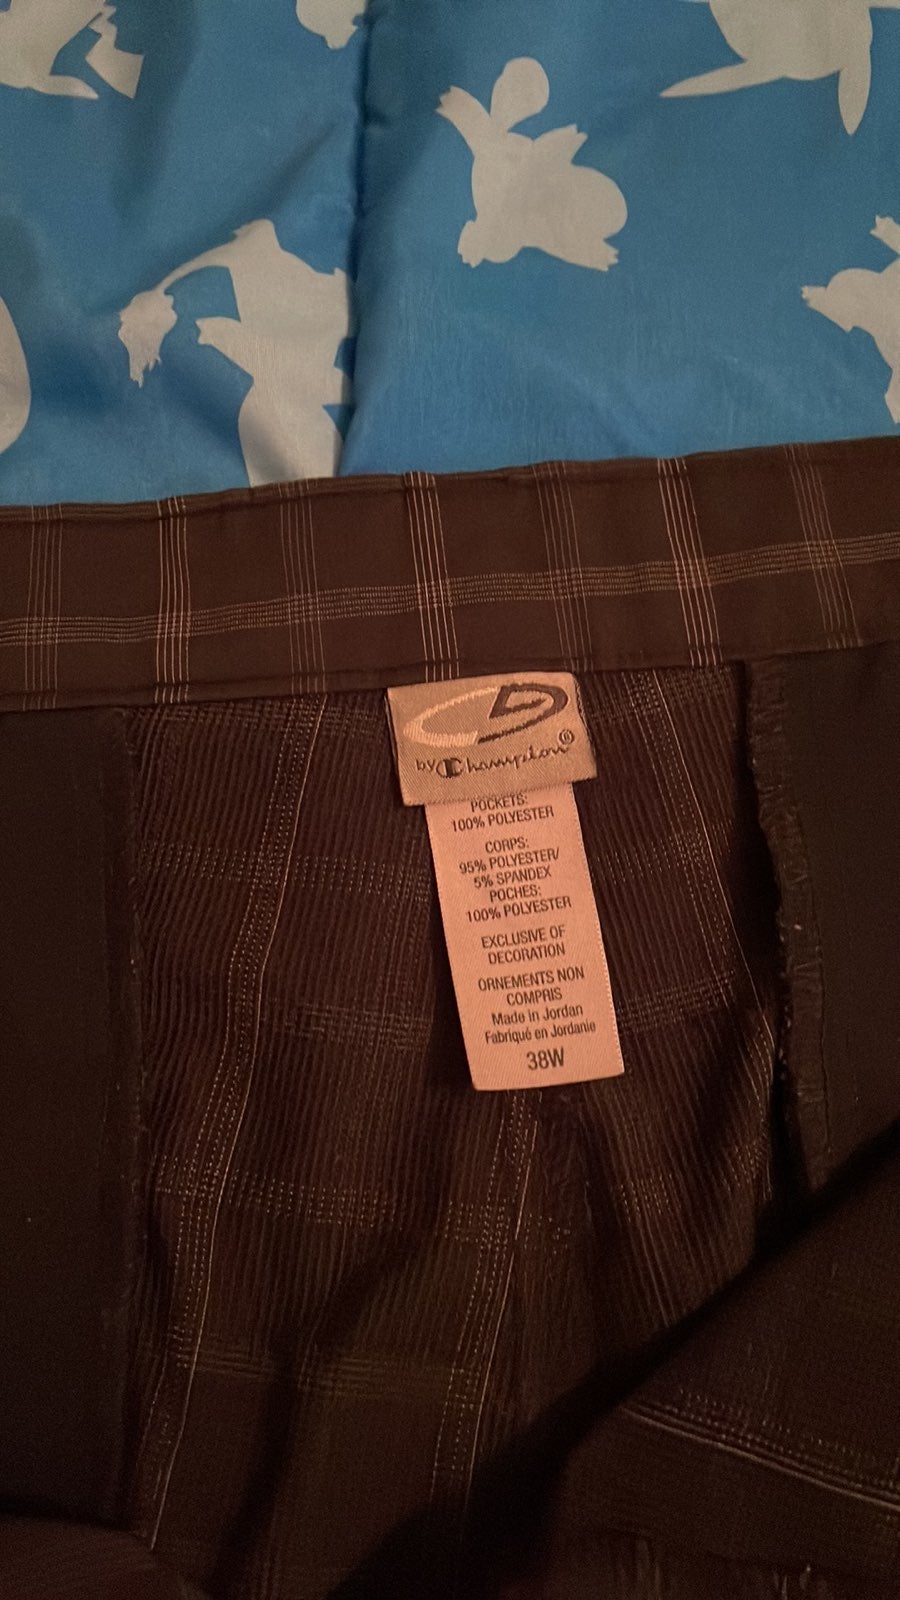 by Champion®
POCKETS:
100% POLYESTER
CORPS:
95% POLYESTER/
5% SPANDEX
POCHES:
100% POLYESTER
EXCLUSIVE OF
DECORATION
ORNEMENTS NON
COMPRIS
Made in Jordan
Fabriqué en Jordanie
38W